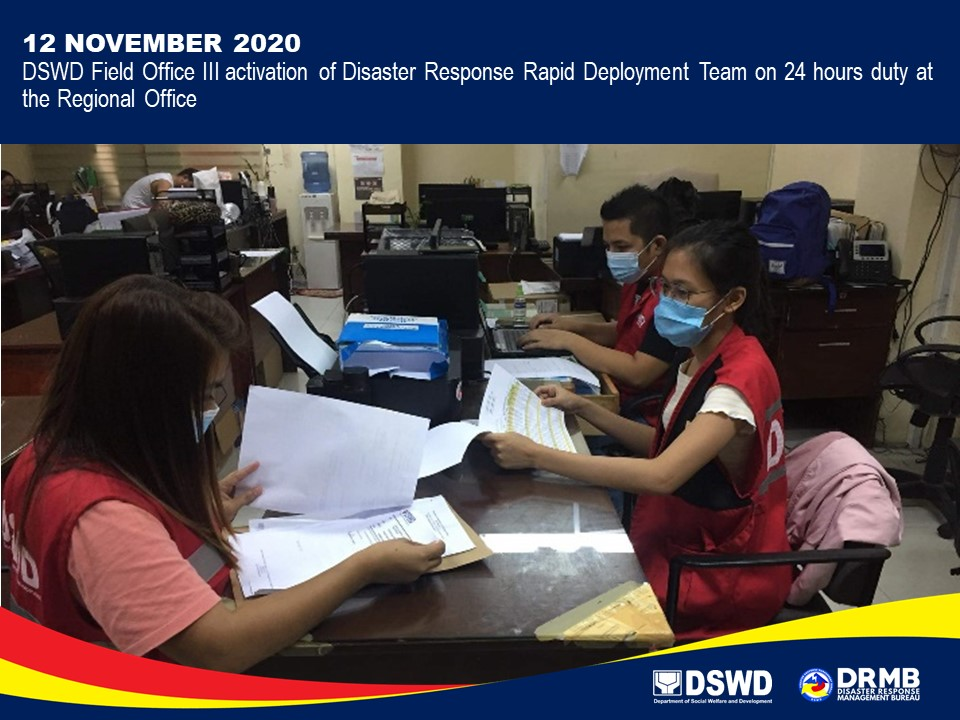 12 NOVEMBER 2020
DSWD Field Office III activation of Disaster Response Rapid Deployment Team on 24 hours duty at
the Regional Office
DSWD
Department of Social Welfare and Development
DRMB
DISASTER RESPONSE
MANAGEMENT BUREAU